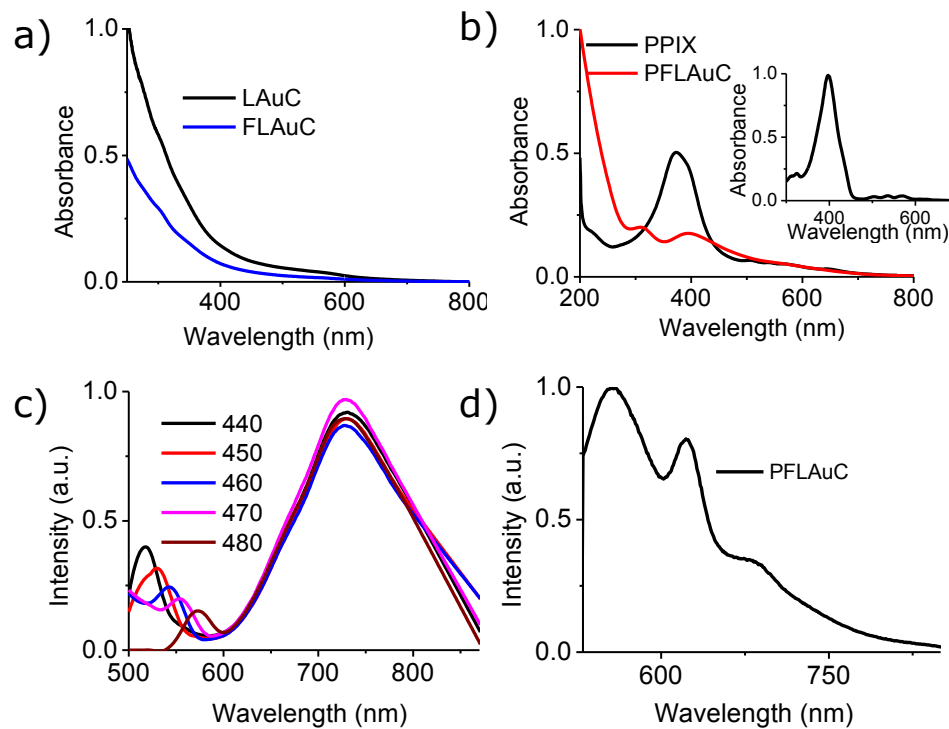 a)
1.0
0.5
0.0
Absorbance
LAuC
FLAuC
400
600
800
Wavelength (nm)
b)
1.0
0.5
0.0
Absorbance
PPIX
PFLAuC
200
400
600
800
Wavelength (nm)
1.0
0.5
0.0
Absorbance
400
600
Wavelength (nm)
c)
1.0
0.5
0.0
Intensity (a.u.)
440
450
460
470
480
500
600
700
800
Wavelength (nm)
d)
1.0
0.5
0.0
Intensity (a.u.)
PFLAuC
600
750
Wavelength (nm)